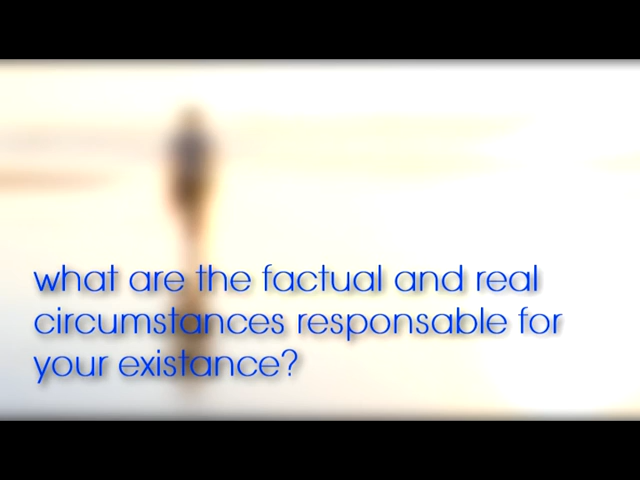 what are the factual and real
circumstances responsable for
your existance?